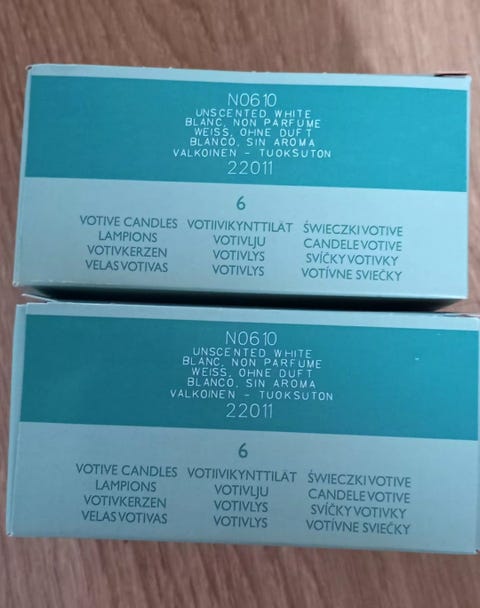 N0610
UNSCENTED WHITE
BLANC, NON PARFUME
WEISS, OHNE DUFT
BLANCO, SIN AROMA
VALKOINEN - TUOKSUTON
22011
6
VOTIVE CANDLES VOTIIVIKYNTTILÄT ŚWIECZKI VOTIVE
LAMPIONS VOTIVLJU CANDELE VOTIVE
VOTIVKERZEN VOTIVLYS SVÍČKY VOTIVKY
VELAS VOTIVAS VOTIVLYS VOTÍVNE SVIEČKY
N0610
UNSCENTED WHITE
BLANC, NON PARFUME
WEISS, OHNE DUFT
BLANCO, SIN AROMA
VALKOINEN - TUOKSUTON
22011
6
VOTIVE CANDLES VOTIIVIKYNTTILÄT ŚWIECZKI VOTIVE
LAMPIONS VOTIVLJU CANDELE VOTIVE
VOTIVKERZEN VOTIVLYS SVÍČKY VOTIVKY
VELAS VOTIVAS VOTIVLYS VOTÍVNE SVIEČKY